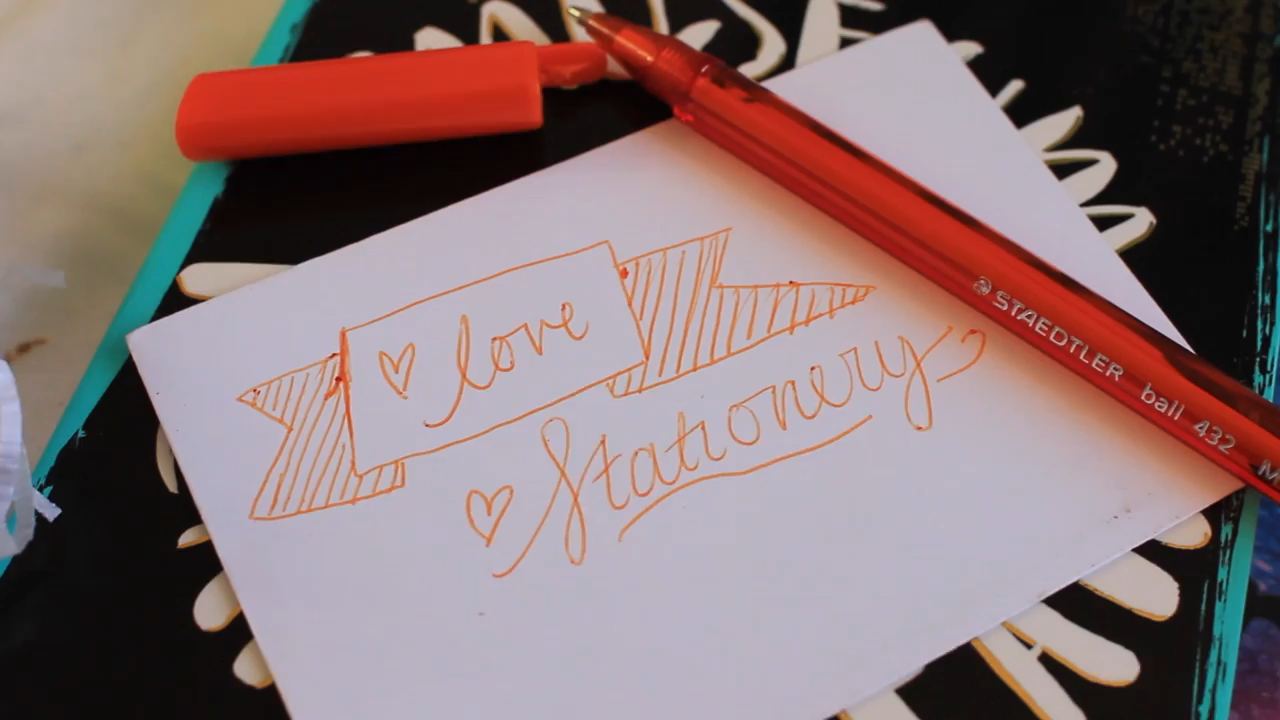 ♡ love
♡ Stationery
STAEDTLER ball 432 M